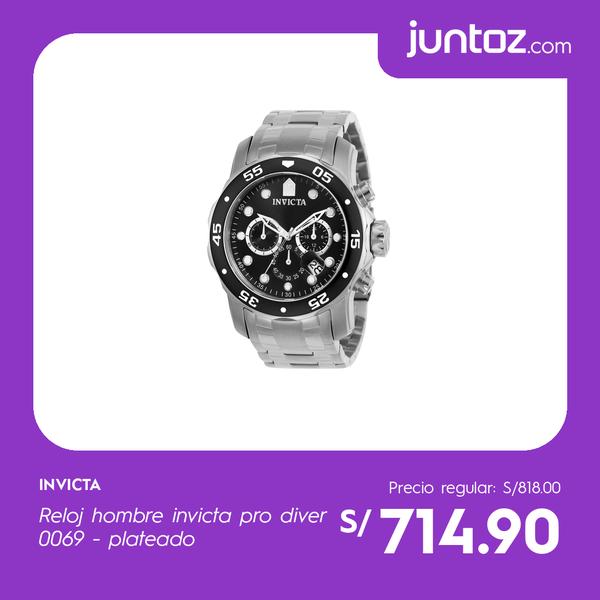 juntoz.com
55
05
45
15
35
25
INVICTA
INVICTA
Precio regular: S/818.00
Reloj hombre invicta pro diver
0069 - plateado
S/714.90